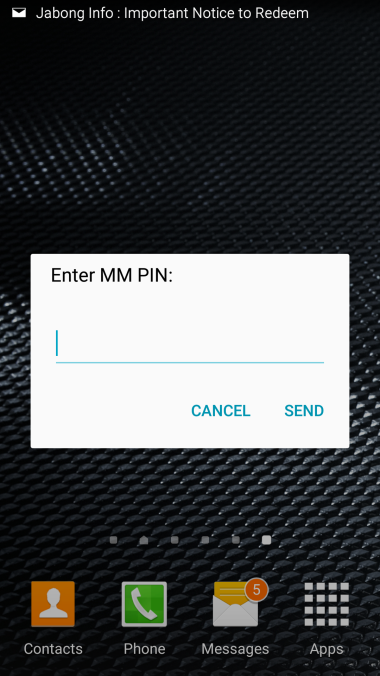 Jabong Info : Important Notice to Redeem
Enter MM PIN:
CANCEL SEND
5
Contacts Phone Messages Apps